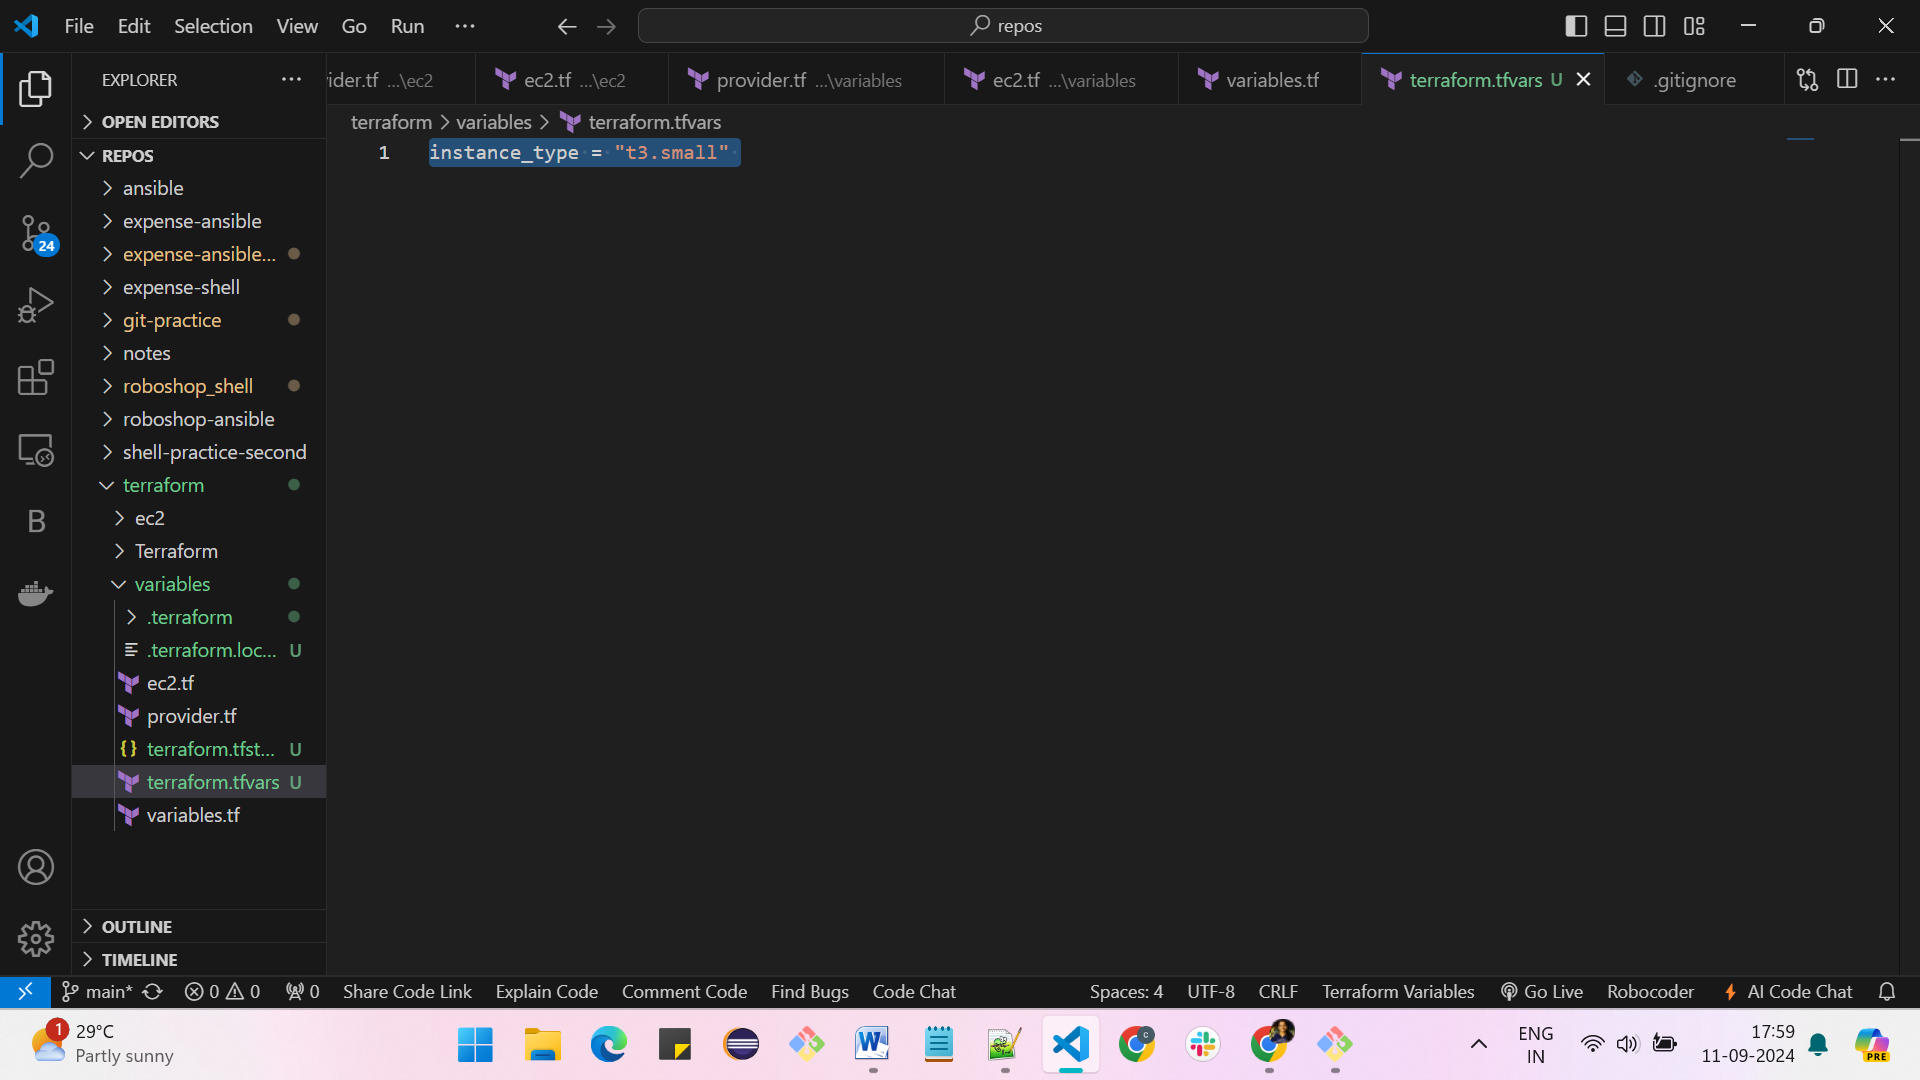 File Edit Selection View Go Run ... repos
EXPLORER ...
ider.tf ...\ec2
ec2.tf ...\ec2
provider.tf ...\variables
ec2.tf ...\variables
variables.tf
terraform.tfvars U
.gitignore
OPEN EDITORS
REPOS
ansible
expense-ansible
expense-ansible...
expense-shell
git-practice
notes
roboshop_shell
roboshop-ansible
shell-practice-second
terraform
ec2
Terraform
variables
.terraform
.terraform.loc... U
ec2.tf
provider.tf
{} terraform.tfst... U
terraform.tfvars U
variables.tf
OUTLINE
TIMELINE
24
B
terraform > variables > terraform.tfvars
1 instance_type = "t3.small"
main* 0 0 0 Share Code Link Explain Code Comment Code Find Bugs Code Chat Spaces: 4 UTF-8 CRLF Terraform Variables Go Live Robocoder AI Code Chat
1
29°C
Partly sunny
W
c
ENG
IN
17:59
11-09-2024
PRE